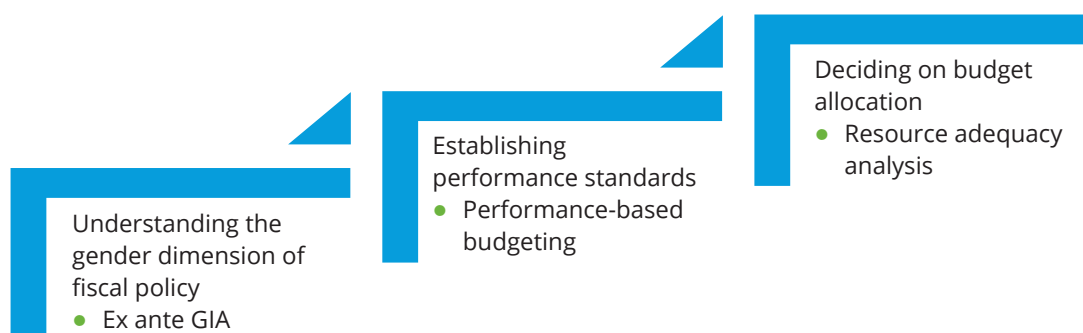 Understanding the
gender dimension of
fiscal policy
● Ex ante GIA
Establishing
performance standards
● Performance-based
budgeting
Deciding on budget
allocation
● Resource adequacy
analysis